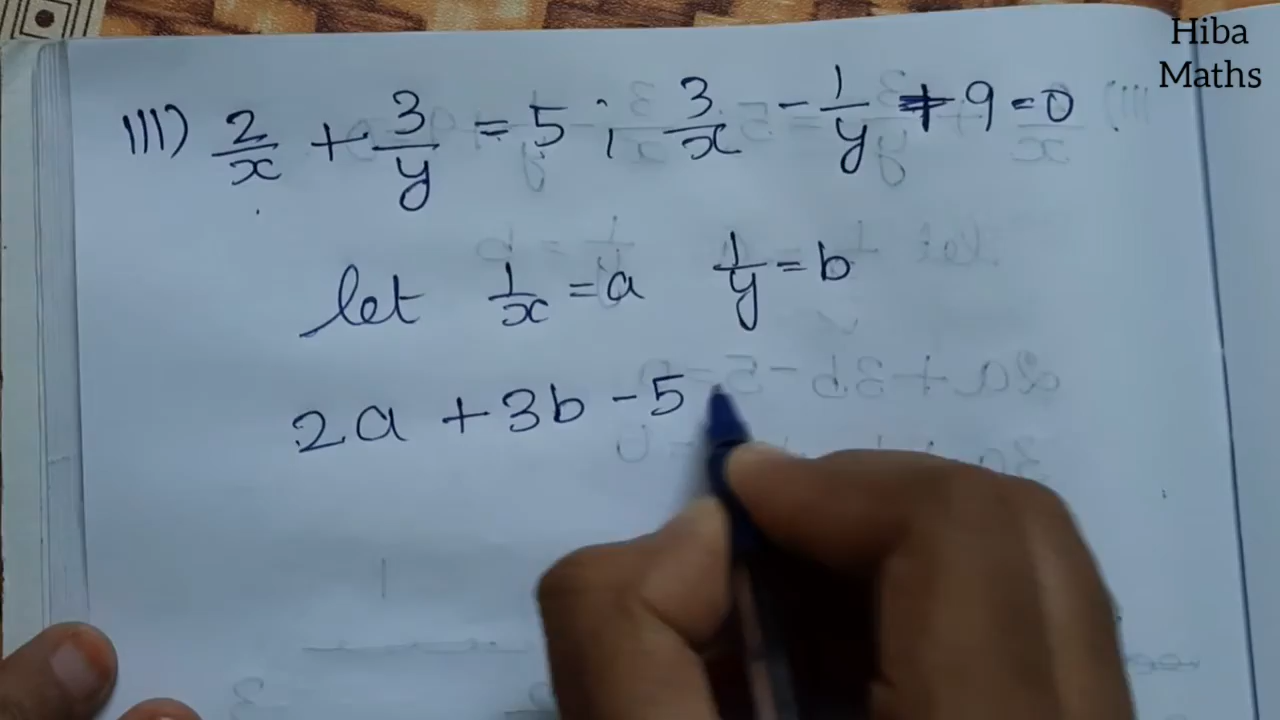 Hiba
Maths
III) 2/x + 3/y = 5 ; 3/x - 1/y + 9 = 0
let 1/x = a 1/y = b
2a + 3b - 5